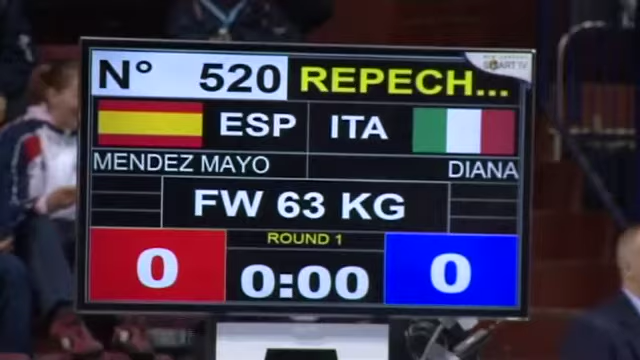 N° 520 REPECH...
ESP ITA
MENDEZ MAYO DIANA
FW 63 KG
ROUND 1
0 0:00 0